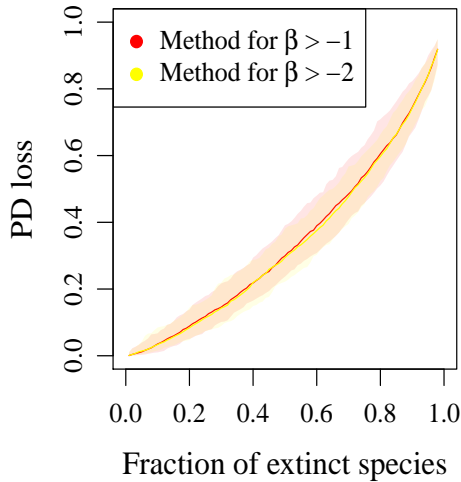 Method for β > −1
Method for β > −2
PD loss
1.0
0.8
0.6
0.4
0.2
0.0
0.0 0.2 0.4 0.6 0.8 1.0
Fraction of extinct species